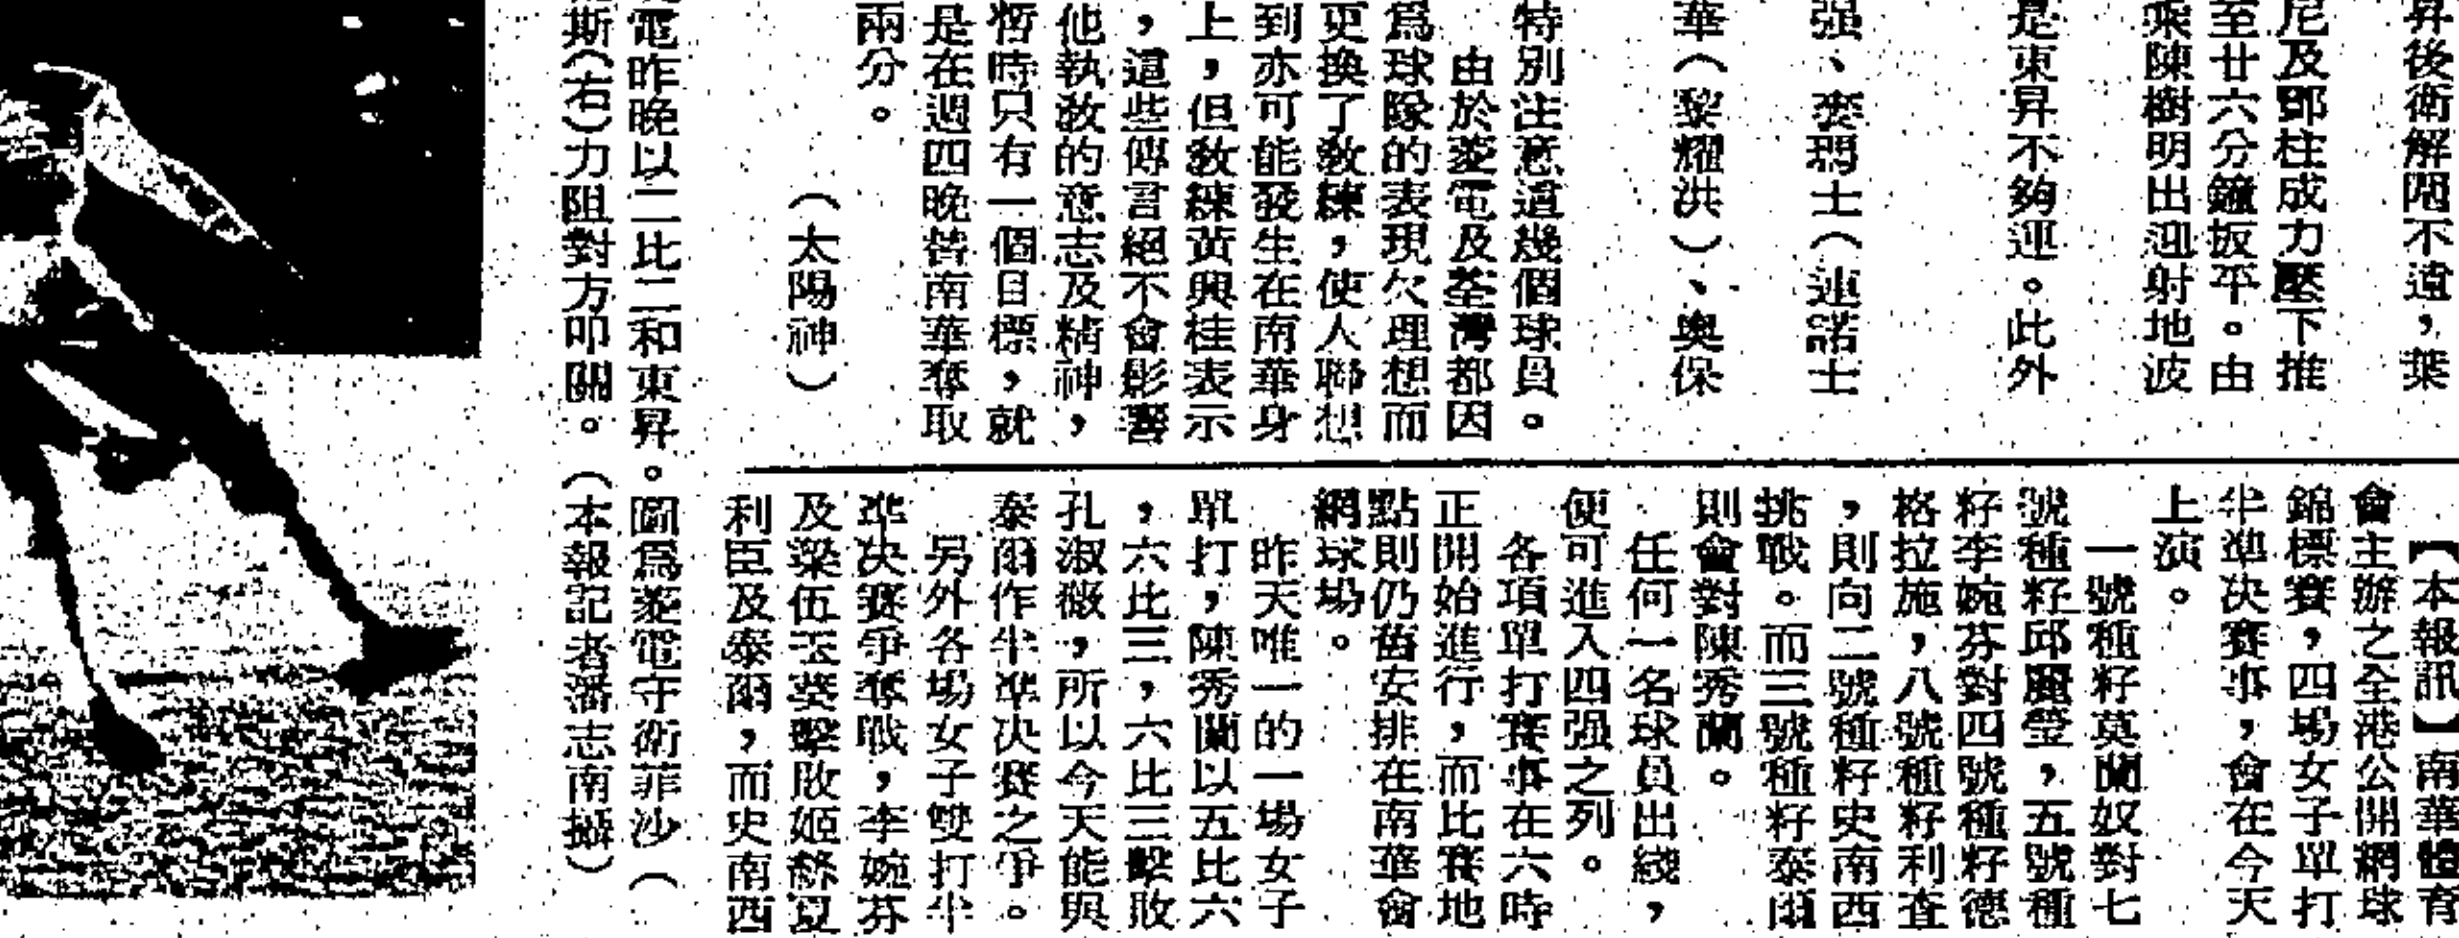 昇後衛解圍不遠，葉
尼及鄧柱成力壓下推
至廿六分鐘扳平。由
乘陳樹明出迎射地波
是東昇不夠運。此外
强、麥瑪士（連諾士
華（黎耀洪）、奧保
特別注意這幾個球員。
由於菱電及荃灣都因
爲球隊的表現欠理想而
更換了敎練，使人聯想
到亦可能發生在南華身
上，但敎練黃興桂表示
，這些傳言絕不會影響
他執敎的意志及精神，
暫時只有一個目標，就
是在週四晚替南華奪取
兩分。
（太陽神）
電昨晚以二比二和東昇。圖爲菱電守衛菲沙（
斯（右）力阻對方叩關。（本報記者潘志南攝）
【本報訊】南華體育
會主辦之全港公開網球
錦標賽，四場女子單打
半準决賽事，會在今天
上演。
一號種籽莫蘭奴對七
號種籽邱麗瑩，五號種
籽李婉芬對四號種籽德
格拉施，八號種籽利查
，則向二號種籽史南西
挑戰。而三號種籽泰爾
則會對陳秀蘭。
任何一名球員出綫，
便可進入四强之列。
各項單打賽事在六時
正開始進行，而比賽地
點則仍舊安排在南華會
網球場。
昨天唯一的一場女子
單打，陳秀蘭以五比六
，六比三，六比三擊敗
孔淑薇，所以今天能與
泰爾作半準决賽之爭。
另外各場女子雙打半
準决賽爭奪戰，李婉芬
及梁伍玉葵擊敗姬絲夏
利臣及泰爾，而史南西